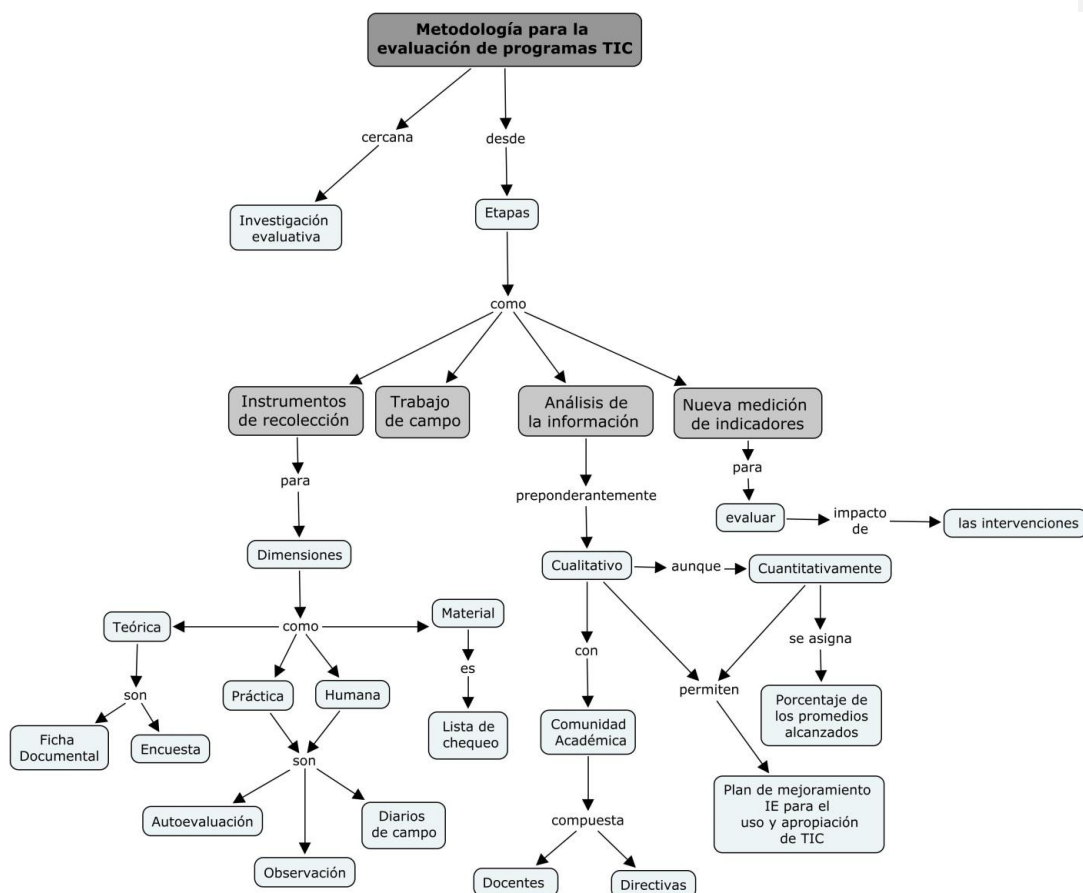 Metodología para la
evaluación de programas TIC
cercana
desde
Investigación
evaluativa
Etapas
como
Instrumentos
de recolección
Trabajo
de campo
Análisis de
la información
Nueva medición
de indicadores
para
preponderantemente
para
evaluar
impacto
de
las intervenciones
Dimensiones
Cualitativo
aunque
Cuantitativamente
Teórica
como
Material
son
Práctica
Humana
es
con
permiten
se asigna
Ficha
Documental
Encuesta
Lista de
chequeo
Comunidad
Académica
Porcentaje de
los promedios
alcanzados
son
Autoevaluación
Diarios
de campo
Observación
compuesta
Plan de mejoramiento
IE para el
uso y apropiación
de TIC
Docentes
Directivas